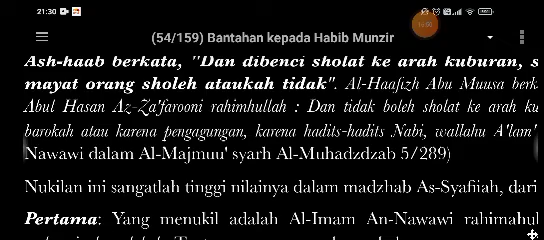 21:30
16:50
(54/159) Bantahan kepada Habib Munzir
Ash-haab berkata, "Dan dibenci sholat ke arah kuburan, s
mayat orang sholeh ataukah tidak". Al-Haafizh Abu Muusa berk
Abul Hasan Az-Za'farooni rahimhullah : Dan tidak boleh sholat ke arah ku
barokah atau karena pengagungan, karena hadits-hadits Nabi, wallahu A'lam"
Nawawi dalam Al-Majmuu' syarh Al-Muhadzdzab 5/289)
Nukilan ini sangatlah tinggi nilainya dalam madzhab As-Syafiiah, dari
Pertama: Yang menukil adalah Al-Imam An-Nawawi rahimahul